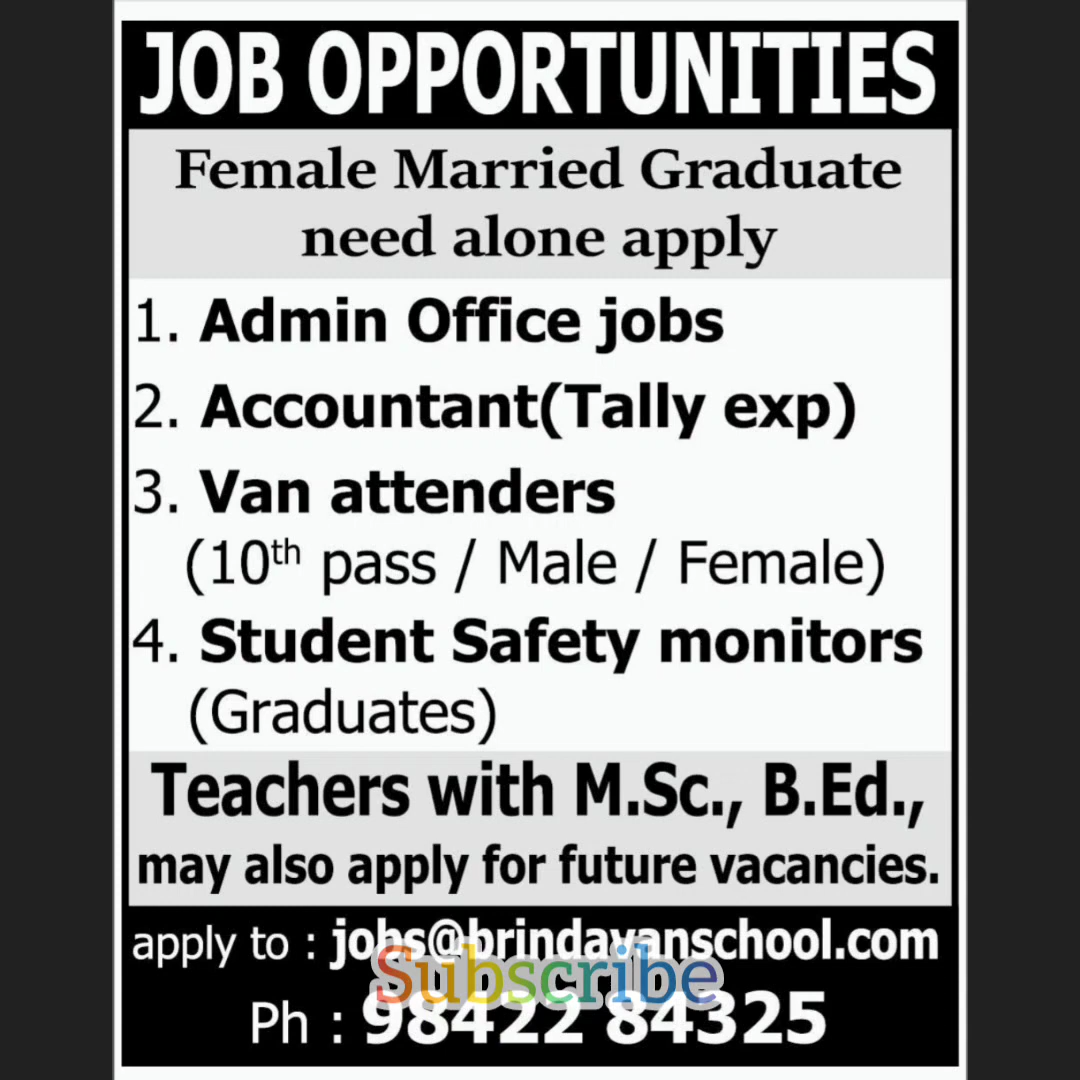 JOB OPPORTUNITIES
Female Married Graduate
need alone apply
1. Admin Office jobs
2. Accountant(Tally exp)
3. Van attenders
(10th pass / Male / Female)
4. Student Safety monitors
(Graduates)
Teachers with M.Sc., B.Ed.,
may also apply for future vacancies.
apply to : jobs@brindavanschool.com
Subscribe
Ph : 98422 84325